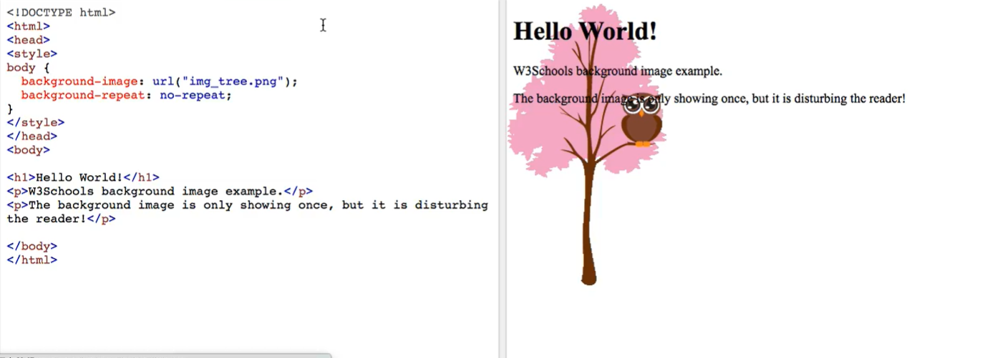 <!DOCTYPE html>
<html>
<head>
<style>
body {
  background-image: url("img_tree.png");
  background-repeat: no-repeat;
}
</style>
</head>
<body>

<h1>Hello World!</h1>
<p>W3Schools background image example.</p>
<p>The background image is only showing once, but it is disturbing
the reader!</p>

</body>
</html>

Hello World!
W3Schools background image example.
The background image is only showing once, but it is disturbing the reader!